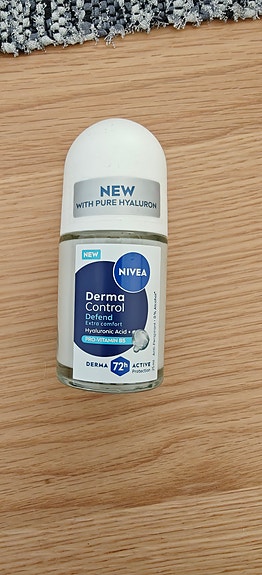 NEW
WITH PURE HYALURON
NEW
NIVEA
Derma
Control
Defend
Extra comfort
Hyaluronic Acid +
PRO-VITAMIN B5
DERMA 72h ACTIVE
Protection